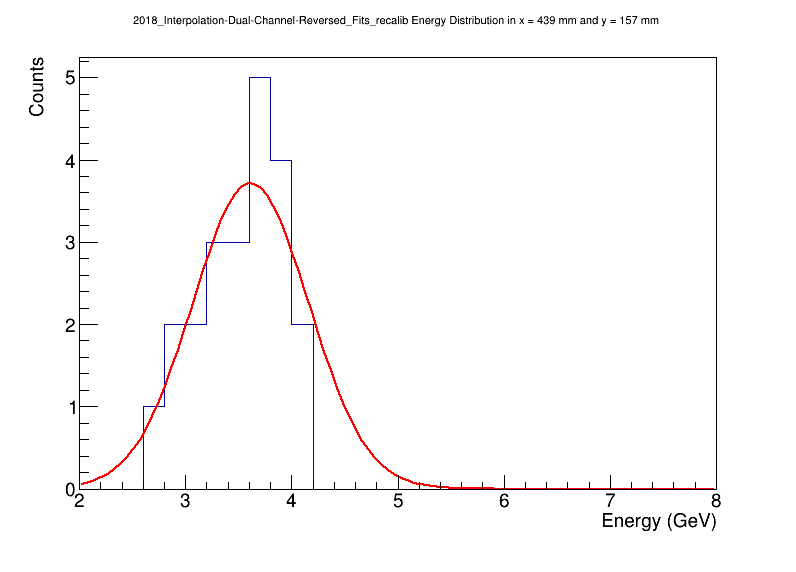 2018_Interpolation-Dual-Channel-Reversed_Fits_recalib Energy Distribution in x = 439 mm and y = 157 mm
Counts
5
4
3
2
1
0
2 3 4 5 6 7 8
Energy (GeV)